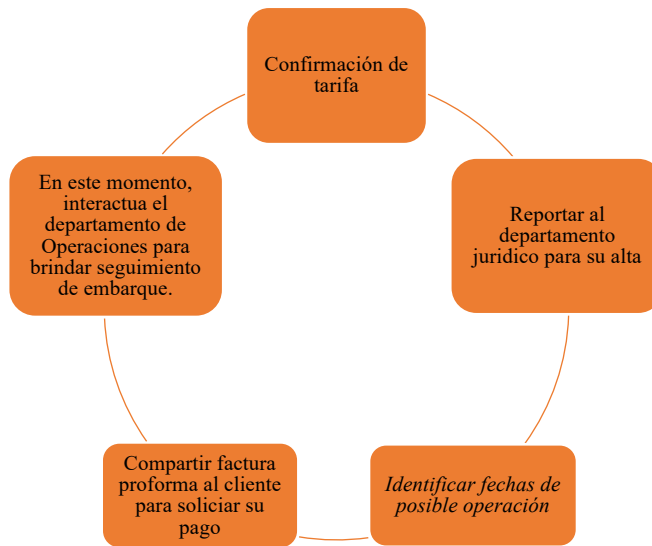 Confirmación de
tarifa
Reportar al
departamento
juridico para su alta
Identificar fechas de
posible operación
Compartir factura
proforma al cliente
para soliciar su
pago
En este momento,
interactua el
departamento de
Operaciones para
brindar seguimiento
de embarque.